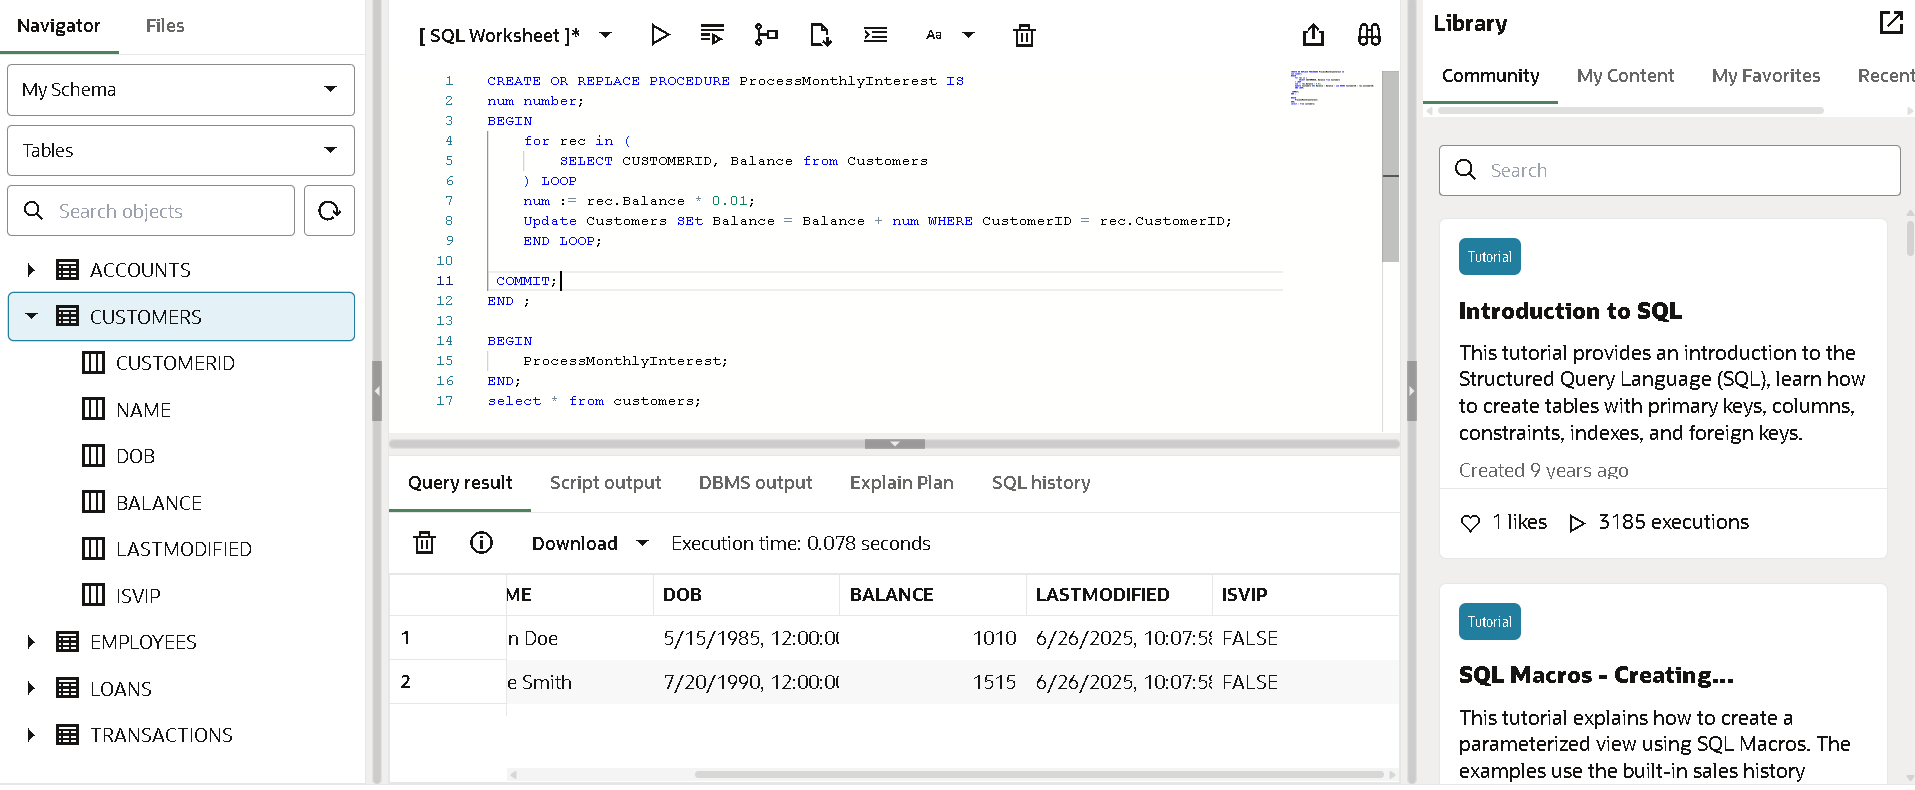 Navigator
Files
My Schema
Tables
Search objects
ACCOUNTS
CUSTOMERS
CUSTOMERID
NAME
DOB
BALANCE
LASTMODIFIED
ISVIP
EMPLOYEES
LOANS
TRANSACTIONS
[ SQL Worksheet ]*
Aa
1 CREATE OR REPLACE PROCEDURE ProcessMonthlyInterest IS
2 num number;
3 BEGIN
4 for rec in (
5 SELECT CUSTOMERID, Balance from Customers
6 ) LOOP
7 num := rec.Balance * 0.01;
8 Update Customers SEt Balance = Balance + num WHERE CustomerID = rec.CustomerID;
9 END LOOP;
10
11 COMMIT;
12 END ;
13
14 BEGIN
15 ProcessMonthlyInterest;
16 END;
17 select * from customers;
Query result
Script output
DBMS output
Explain Plan
SQL history
Download
Execution time: 0.078 seconds
ME DOB BALANCE LASTMODIFIED ISVIP
1 n Doe 5/15/1985, 12:00:00 1010 6/26/2025, 10:07:58 FALSE
2 e Smith 7/20/1990, 12:00:00 1515 6/26/2025, 10:07:58 FALSE
Library
Community
My Content
My Favorites
Recent
Search
Tutorial
Introduction to SQL
This tutorial provides an introduction to the
Structured Query Language (SQL), learn how
to create tables with primary keys, columns,
constraints, indexes, and foreign keys.
Created 9 years ago
1 likes
3185 executions
Tutorial
SQL Macros - Creating...
This tutorial explains how to create a
parameterized view using SQL Macros. The
examples use the built-in sales history